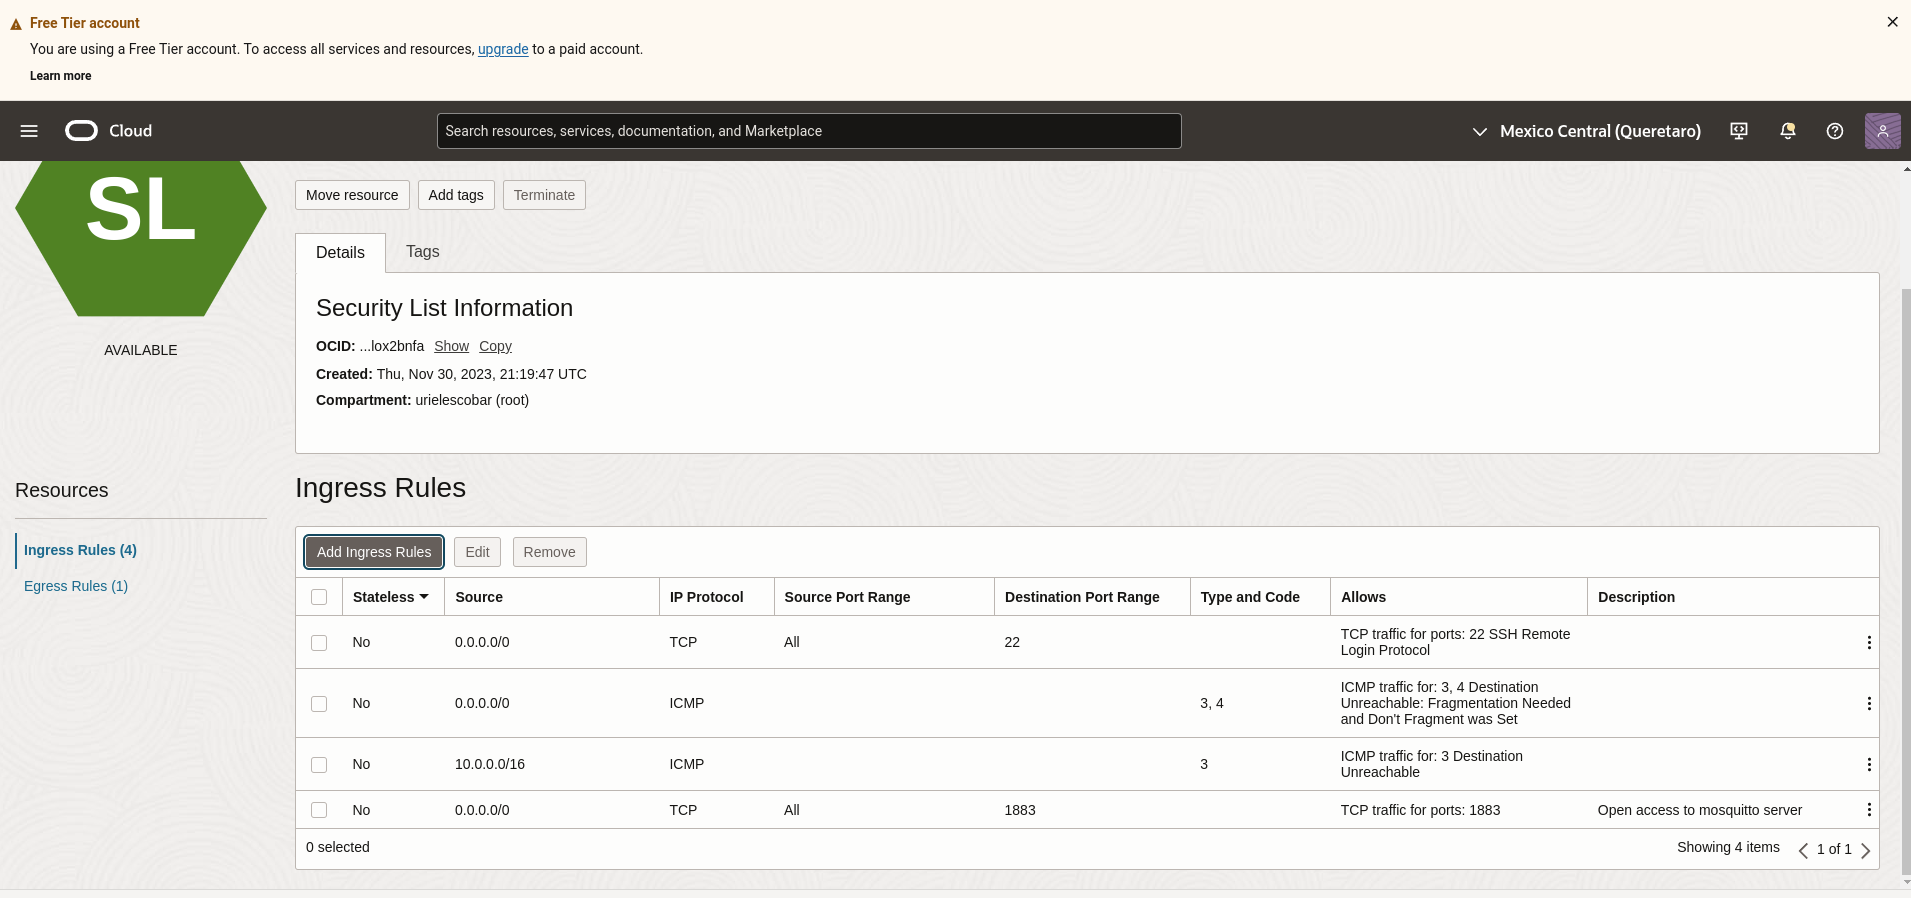 Free Tier account
You are using a Free Tier account. To access all services and resources, upgrade to a paid account.
Learn more
Cloud
Search resources, services, documentation, and Marketplace
Mexico Central (Queretaro)
SL
AVAILABLE
Move resource
Add tags
Terminate
Details
Tags
Security List Information
OCID: ...lox2bnfa Show Copy
Created: Thu, Nov 30, 2023, 21:19:47 UTC
Compartment: urielescobar (root)
Resources
Ingress Rules (4)
Egress Rules (1)
Ingress Rules
Add Ingress Rules
Edit
Remove
Stateless Source IP Protocol Source Port Range Destination Port Range Type and Code Allows Description
No 0.0.0.0/0 TCP All 22 TCP traffic for ports: 22 SSH Remote
Login Protocol
No 0.0.0.0/0 ICMP 3, 4 ICMP traffic for: 3, 4 Destination
Unreachable: Fragmentation Needed
and Don't Fragment was Set
No 10.0.0.0/16 ICMP 3 ICMP traffic for: 3 Destination
Unreachable
No 0.0.0.0/0 TCP All 1883 TCP traffic for ports: 1883 Open access to mosquitto server
0 selected
Showing 4 items
1 of 1